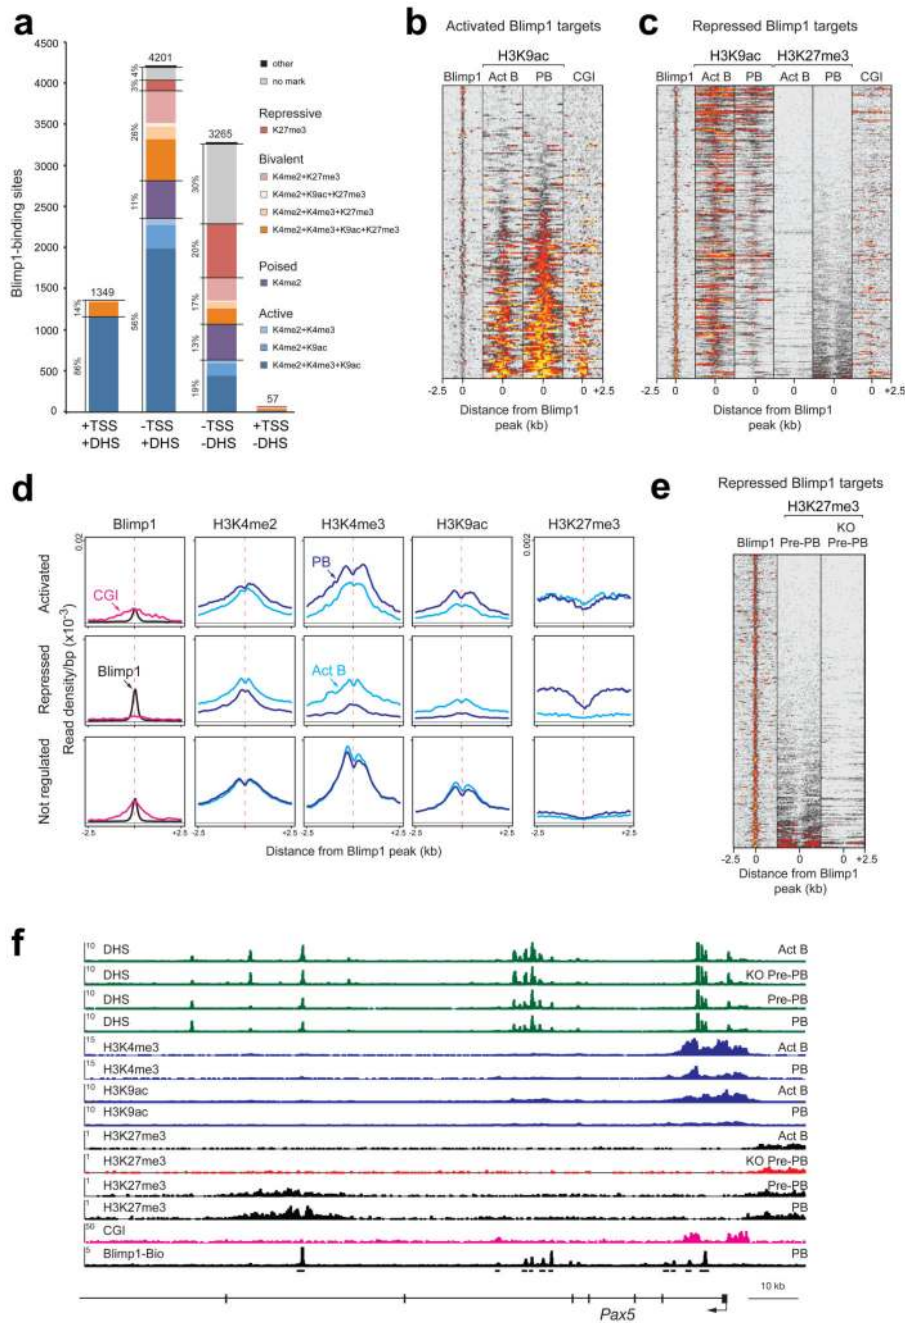 a
4500
4000
3500
3000
2500
2000
1500
1000
500
0
Blimp1-binding sites
1349
14%
86%
4201
4%
3%
26%
11%
56%
3265
30%
20%
17%
13%
19%
57
+TSS -TSS -TSS +TSS
+DHS +DHS -DHS -DHS
other
no mark
Repressive
K27me3
Bivalent
K4me2+K27me3
K4me2+K9ac+K27me3
K4me2+K4me3+K27me3
K4me2+K4me3+K9ac+K27me3
Poised
K4me2
Active
K4me2+K4me3
K4me2+K9ac
K4me2+K4me3+K9ac
b
Activated Blimp1 targets
H3K9ac
Blimp1 Act B PB CGI
-2.5 0 0 0 0 +2.5
Distance from Blimp1
peak (kb)
c
Repressed Blimp1 targets
H3K9ac H3K27me3
Blimp1 Act B PB Act B PB CGI
-2.5 0 0 0 0 0 0 +2.5
Distance from Blimp1
peak (kb)
d
Blimp1 H3K4me2 H3K4me3 H3K9ac H3K27me3
Activated
0.02
CGI
PB
0.002
Repressed
Read density/bp (x10-3)
Blimp1
Act B
Not regulated
-2.5 +2.5 -2.5 +2.5 -2.5 +2.5 -2.5 +2.5 -2.5 +2.5
Distance from Blimp1 peak (kb)
e
Repressed Blimp1 targets
H3K27me3
KO
Blimp1 Pre-PB Pre-PB
-2.5 0 0 0 +2.5
Distance from Blimp1
peak (kb)
f
10 DHS Act B
10 DHS KO Pre-PB
10 DHS Pre-PB
10 DHS PB
15 H3K4me3 Act B
15 H3K4me3 PB
10 H3K9ac Act B
10 H3K9ac PB
1 H3K27me3 Act B
1 H3K27me3 KO Pre-PB
1 H3K27me3 Pre-PB
1 H3K27me3 PB
50 CGI
5 Blimp1-Bio PB
10 kb
Pax5